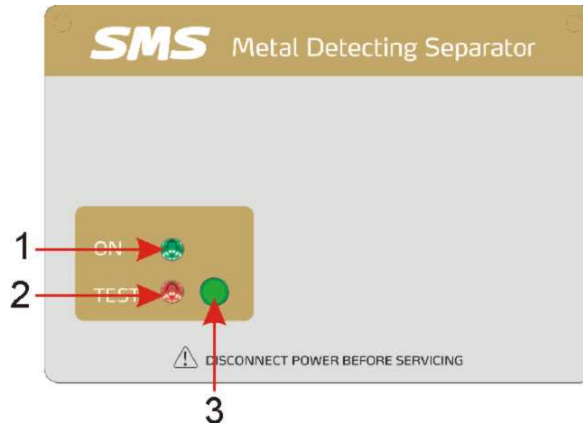 SMS Metal Detecting Separator
1 ON
2 TEST
DISCONNECT POWER BEFORE SERVICING
3